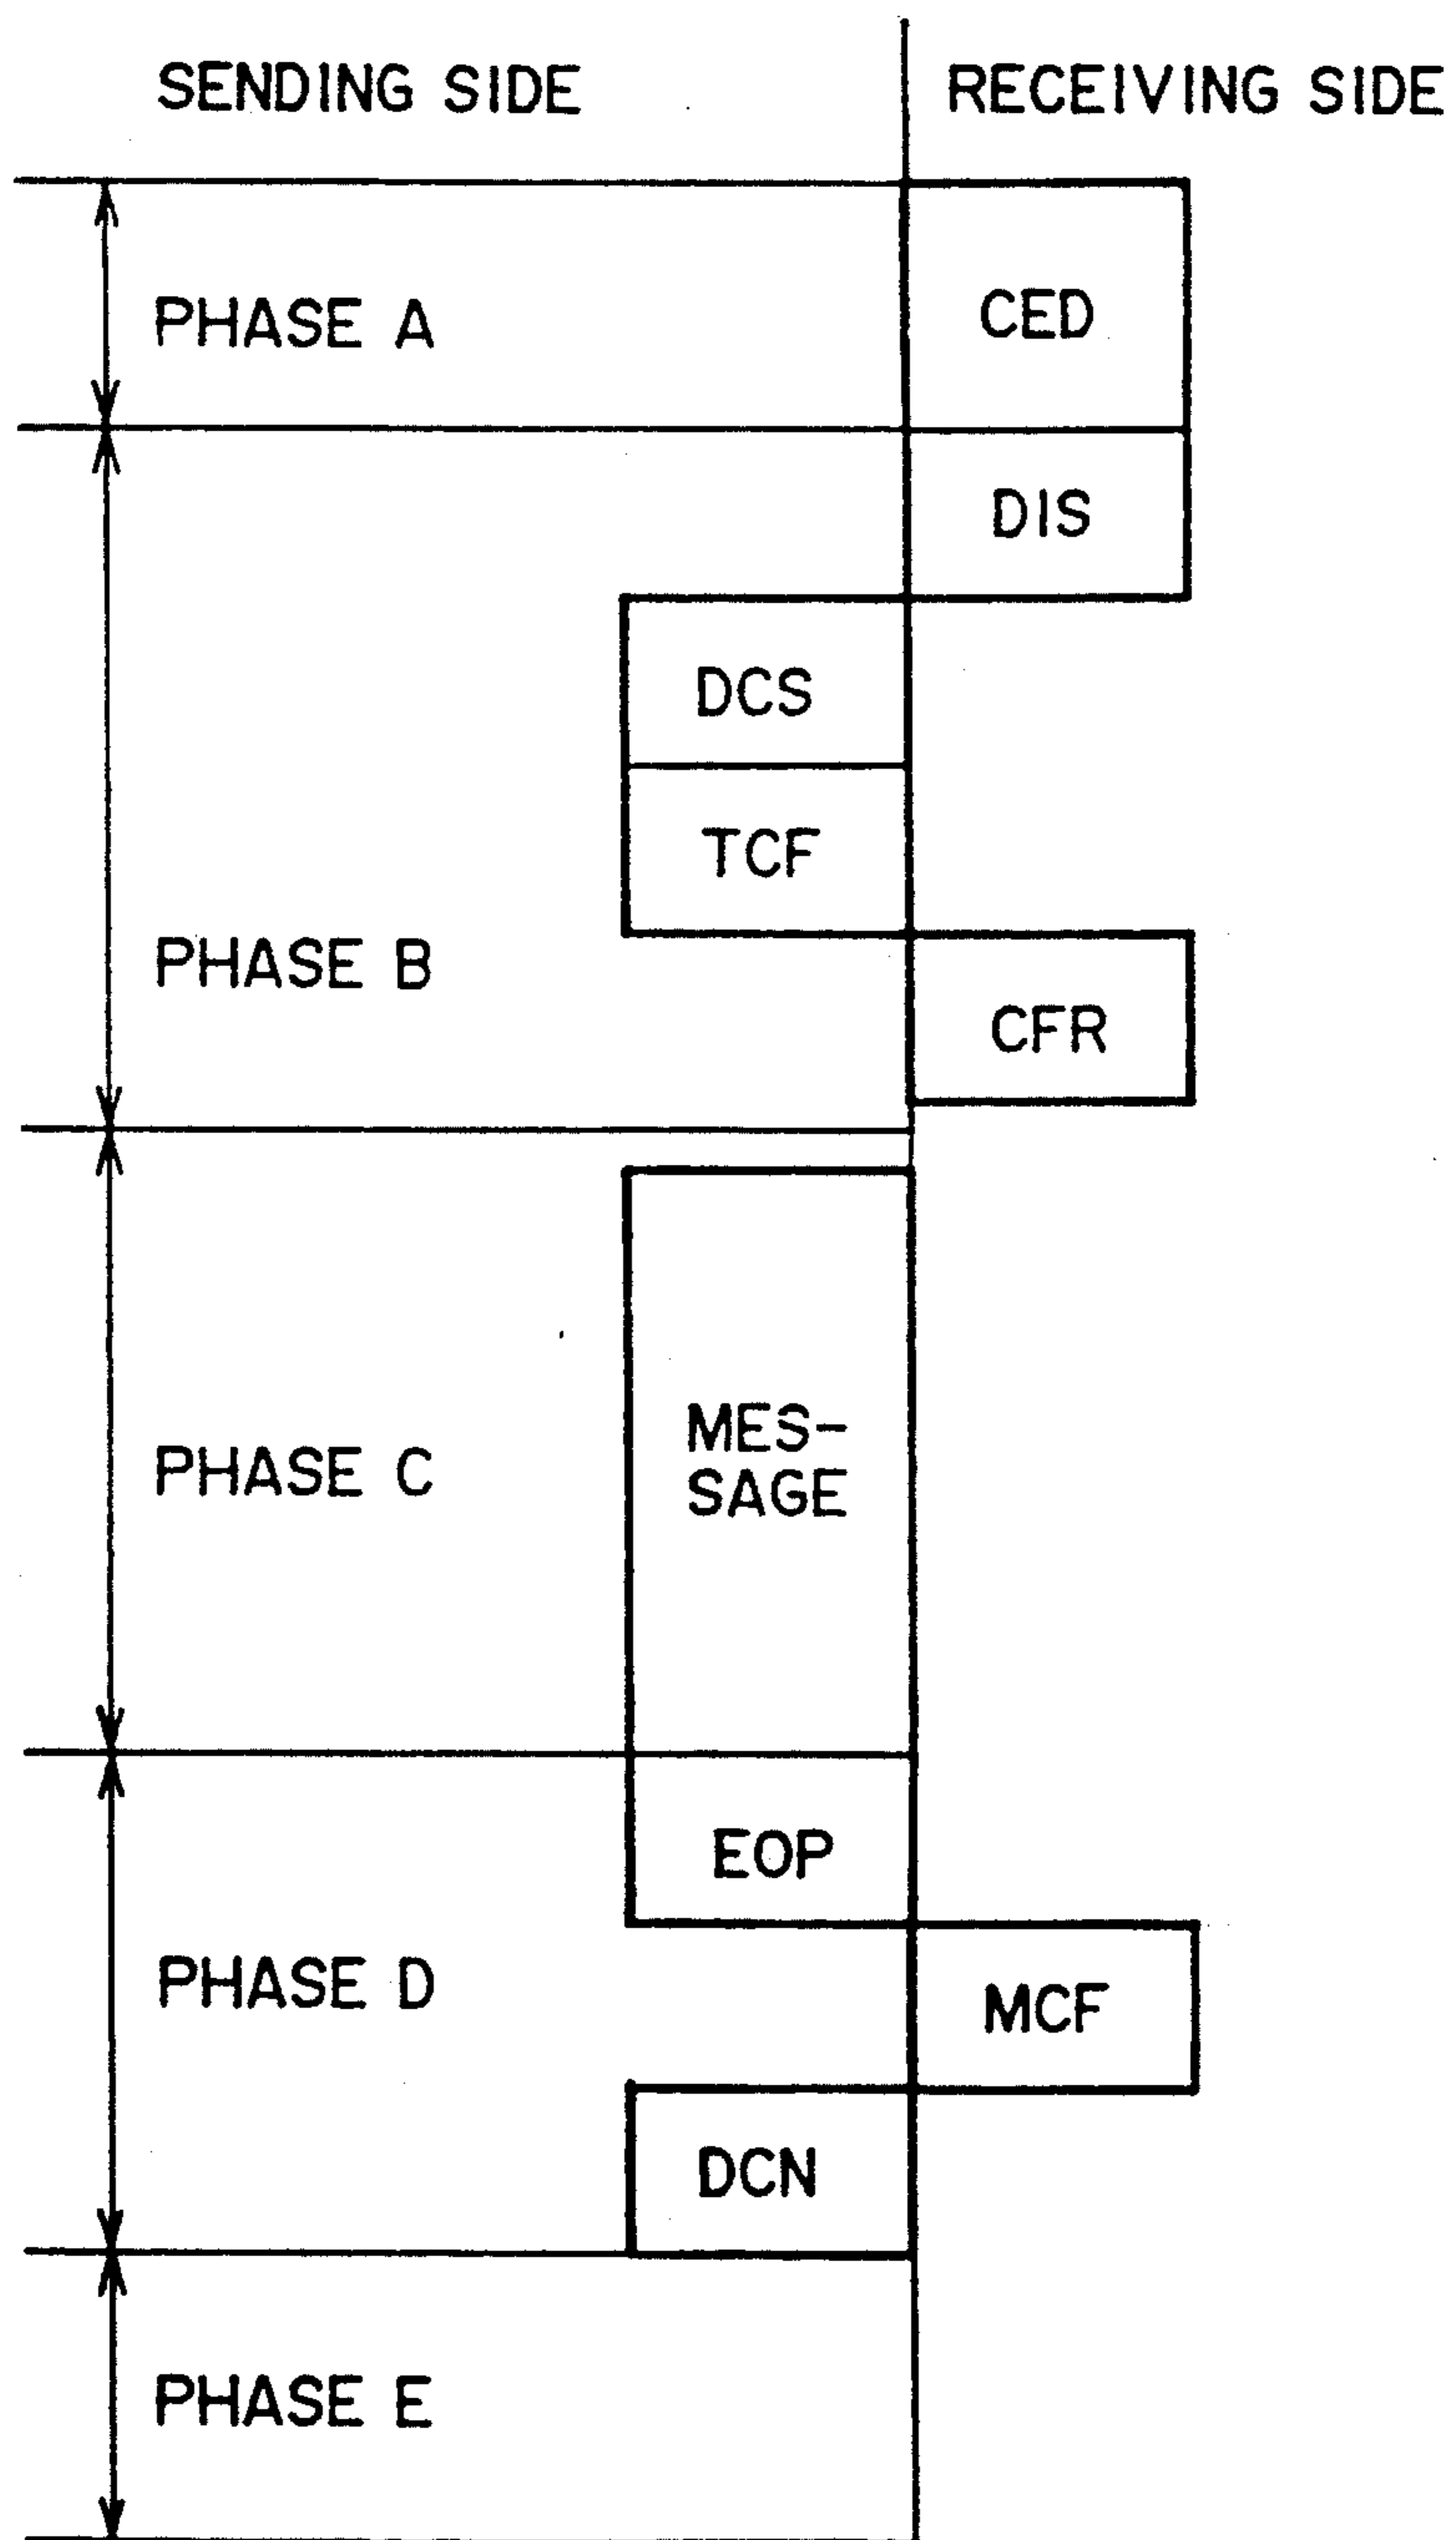 SENDING SIDE
RECEIVING SIDE
PHASE A
CED
DIS
DCS
TCF
PHASE B
CFR
MES-
SAGE
PHASE C
EOP
PHASE D
MCF
DCN
PHASE E